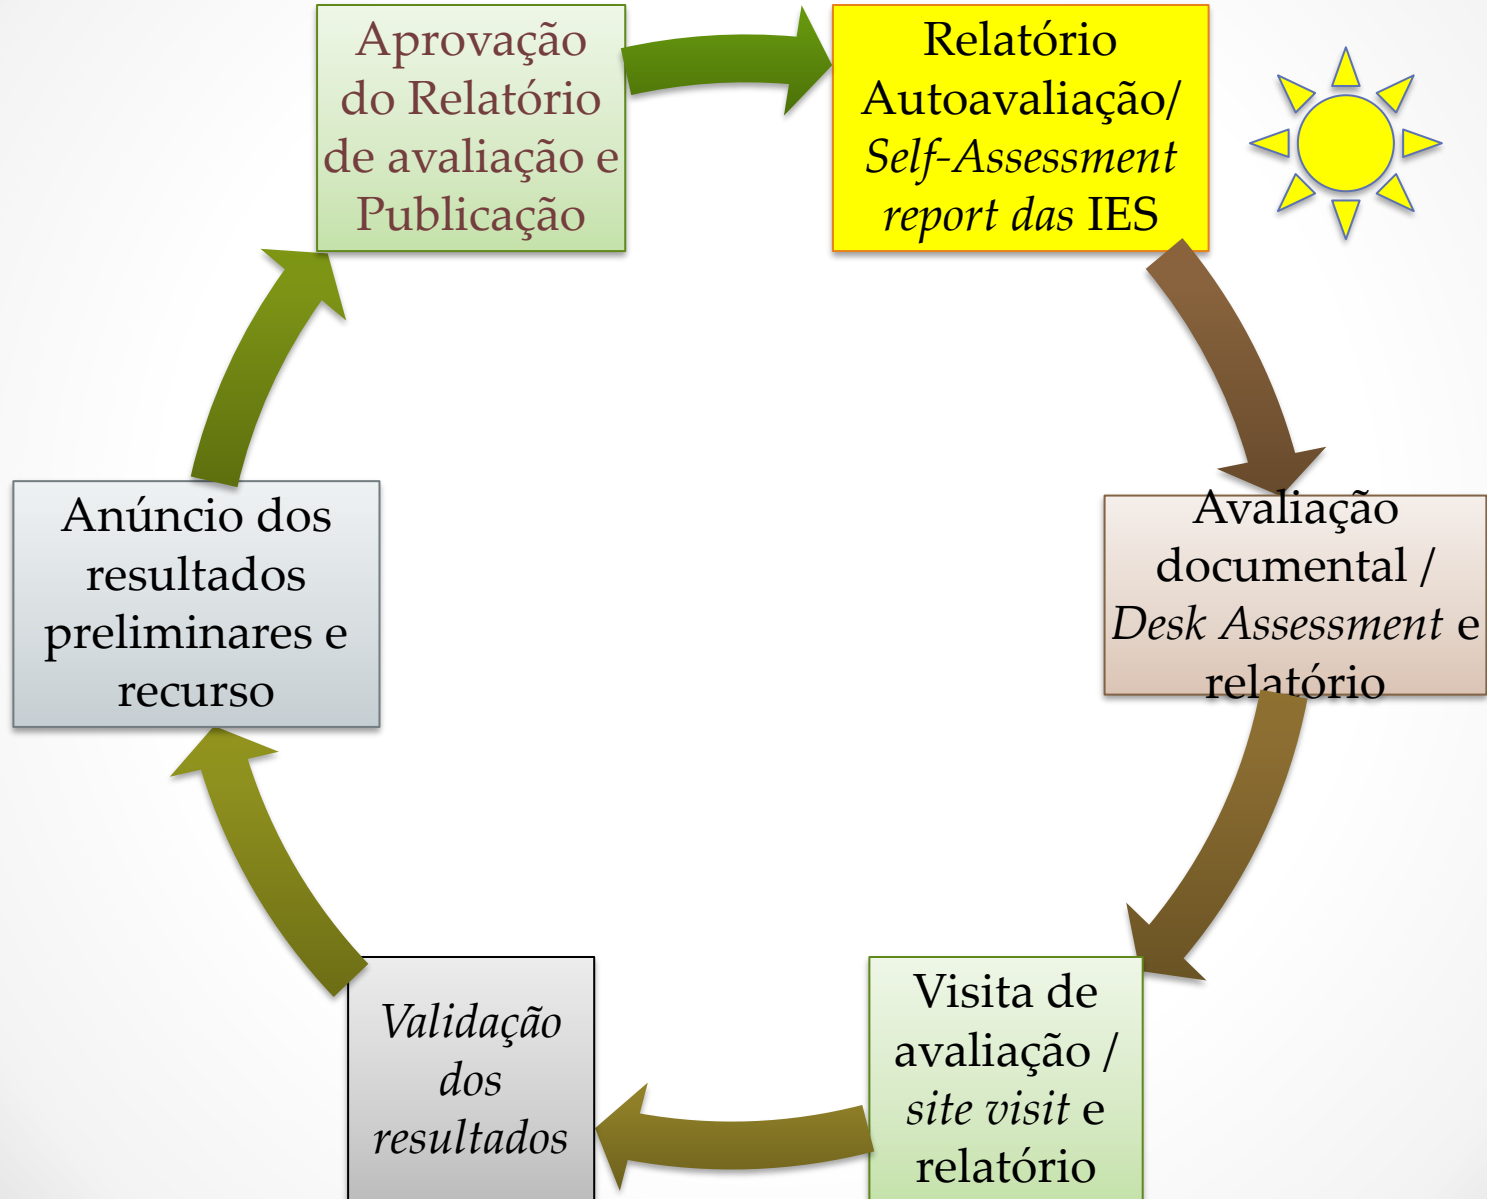 Aprovação
do Relatório
de avaliação e
Publicação
Relatório
Autoavaliação/
Self-Assessment
report das IES
Avaliação
documental /
Desk Assessment e
relatório
Visita de
avaliação /
site visit e
relatório
Validação
dos
resultados
Anúncio dos
resultados
preliminares e
recurso